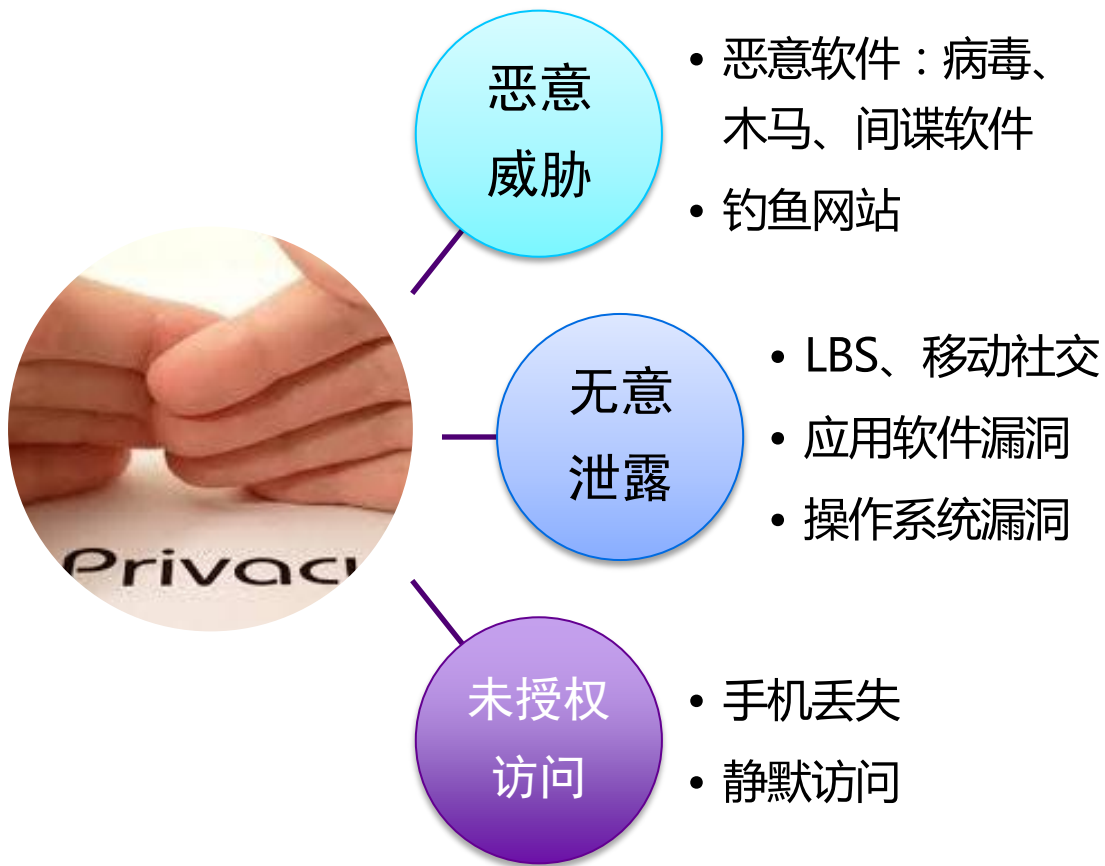 恶意
威胁
• 恶意软件：病毒、
木马、间谍软件
• 钓鱼网站
Privacy
无意
泄露
• LBS、移动社交
• 应用软件漏洞
• 操作系统漏洞
未授权
访问
• 手机丢失
• 静默访问